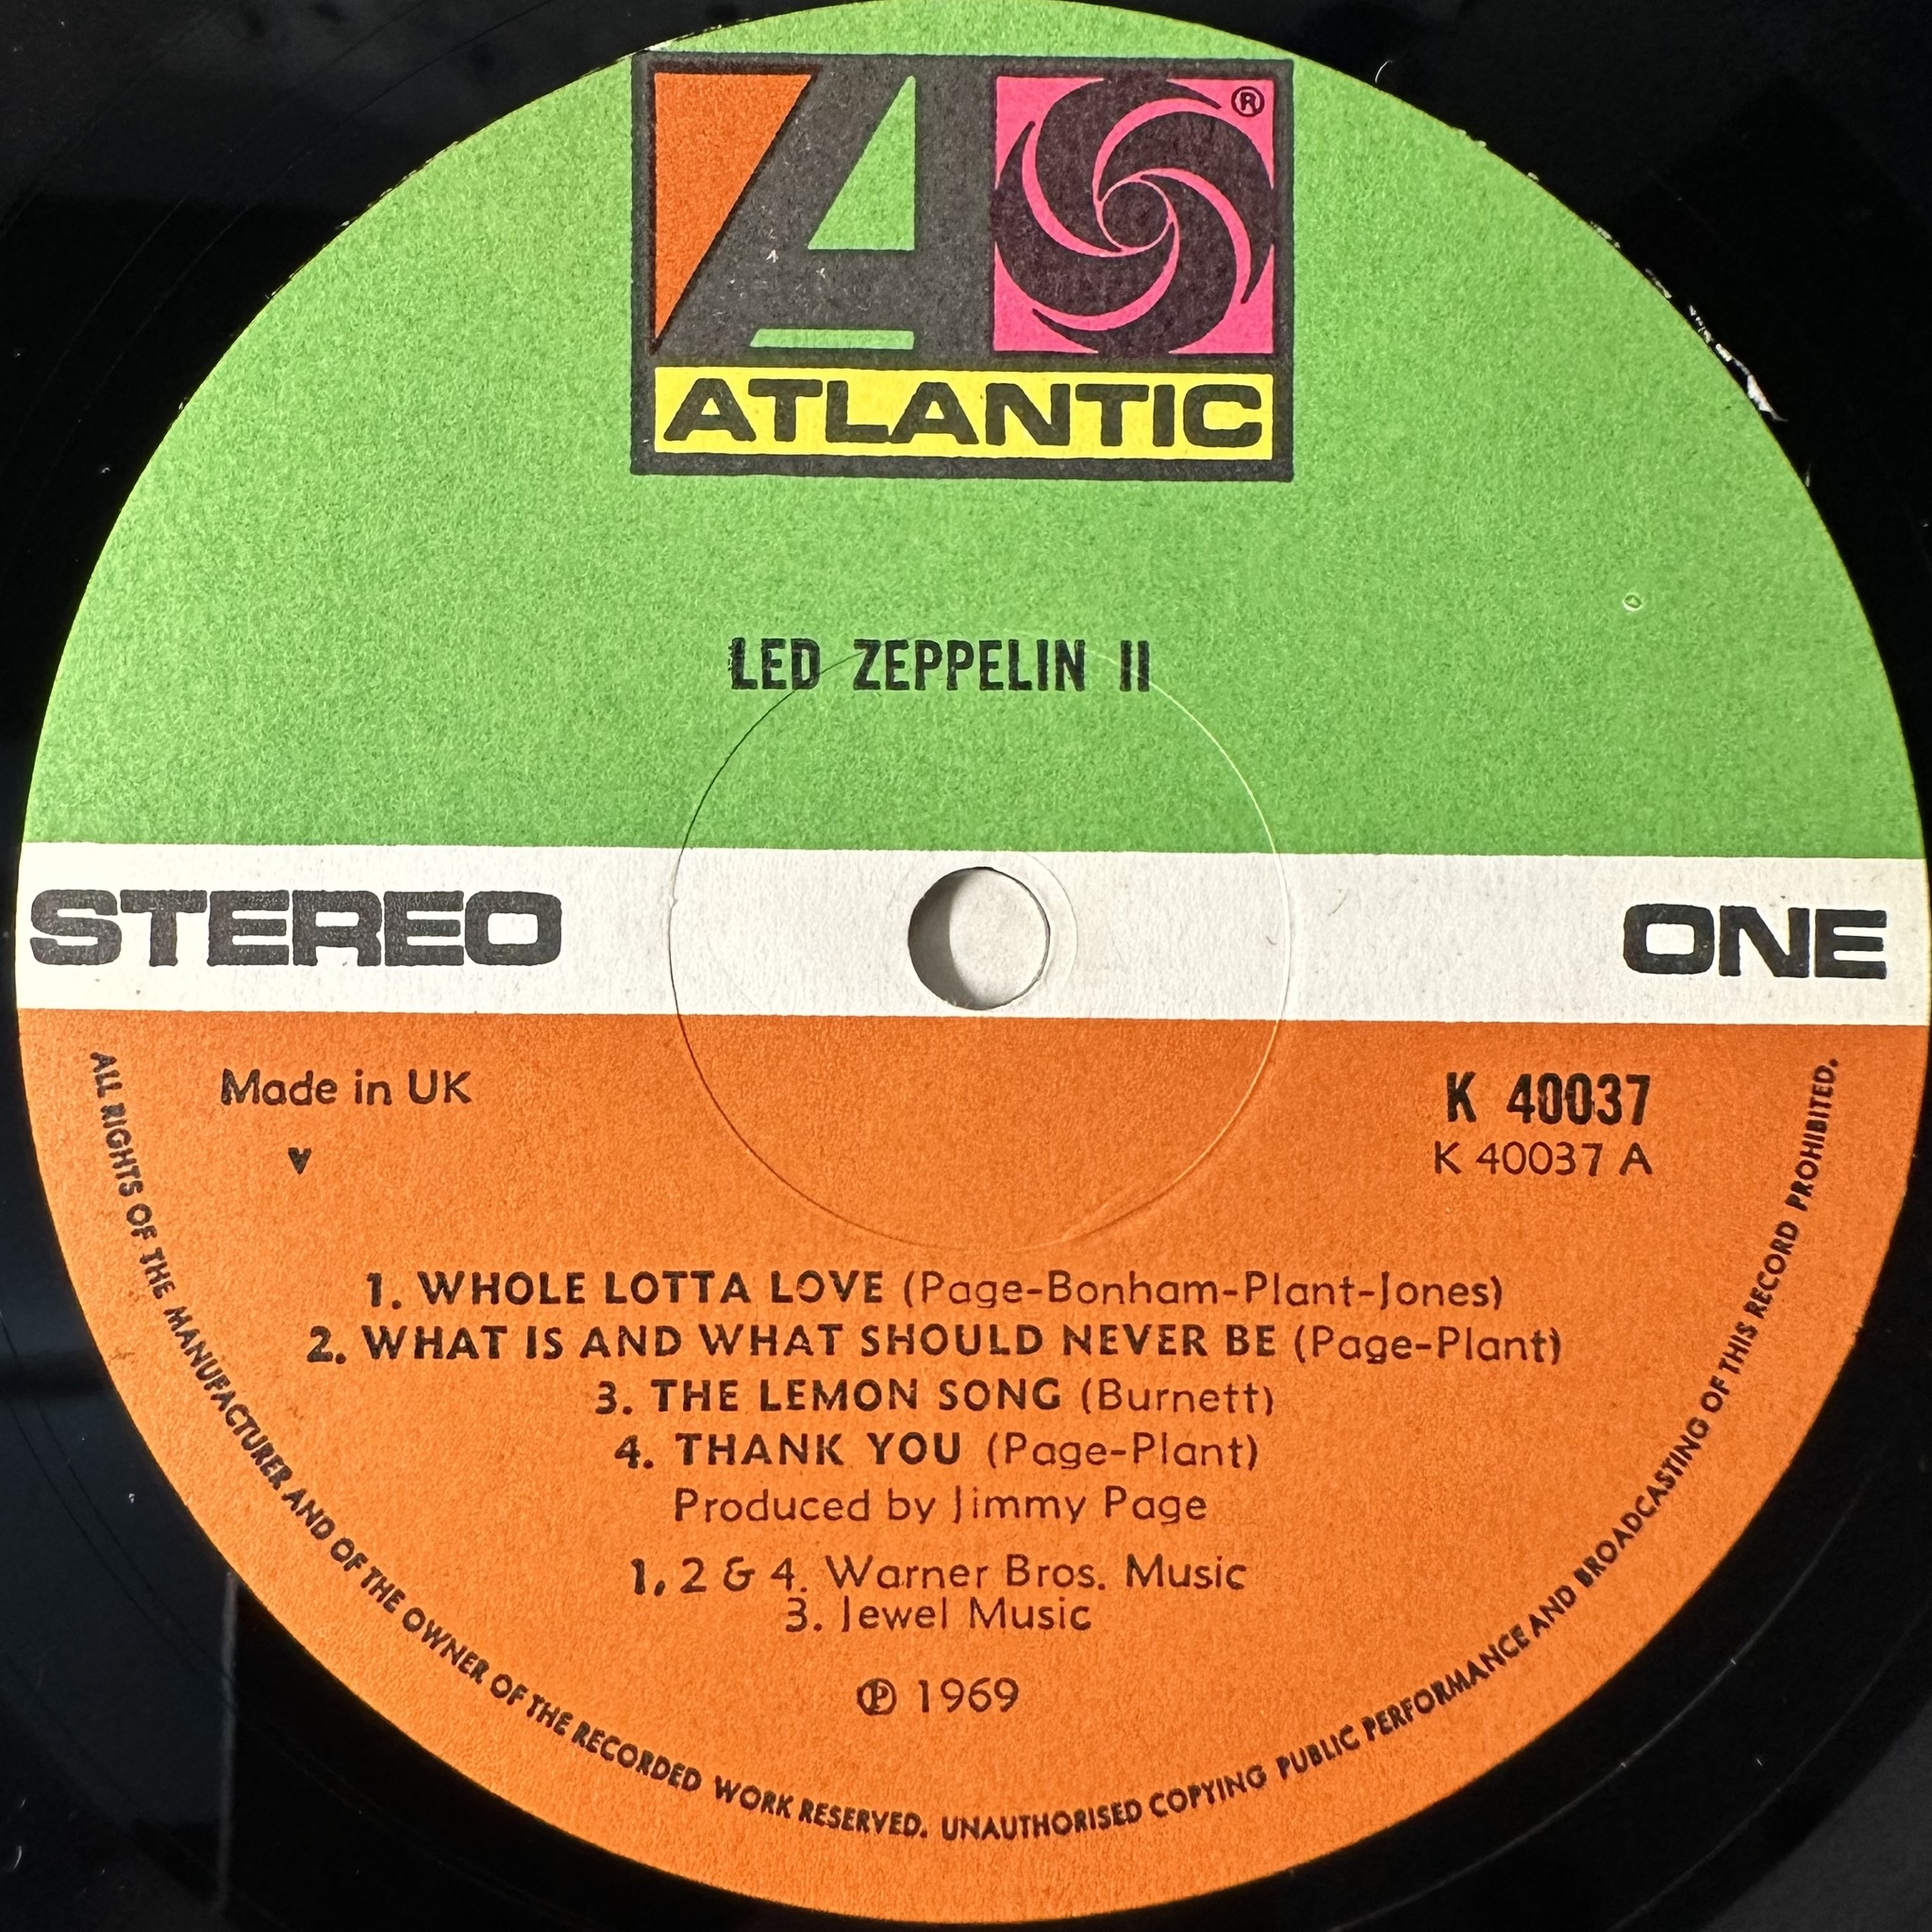 ®
ATLANTIC
LED ZEPPELIN II
STEREO
ONE
Made in UK
K 40037
K 40037 A
1. WHOLE LOTTA LOVE (Page-Bonham-Plant-Jones)
2. WHAT IS AND WHAT SHOULD NEVER BE (Page-Plant)
3. THE LEMON SONG (Burnett)
4. THANK YOU (Page-Plant)
Produced by Jimmy Page
1, 2 & 4. Warner Bros. Music
3. Jewel Music
℗ 1969
ALL RIGHTS OF THE MANUFACTURER AND OF THE OWNER OF THE RECORDED WORK RESERVED. UNAUTHORISED COPYING PUBLIC PERFORMANCE AND BROADCASTING OF THIS RECORD PROHIBITED.